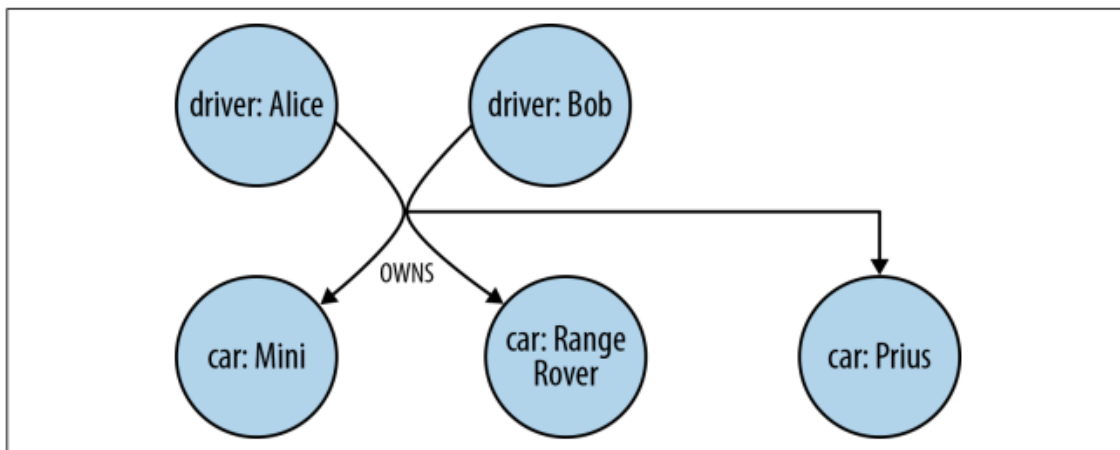 driver: Alice
driver: Bob
OWNS
car: Mini
car: Range
Rover
car: Prius